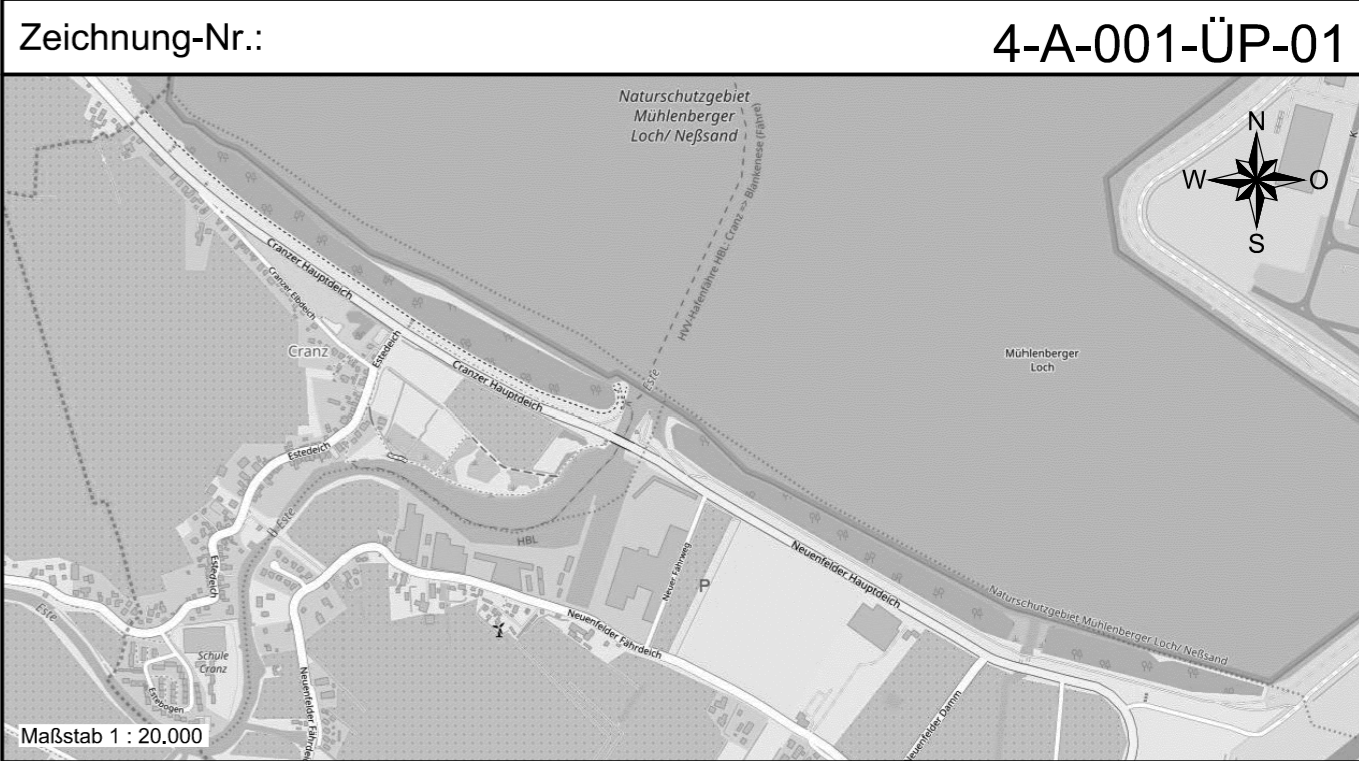 Zeichnung-Nr.:
4-A-001-ÜP-01
Naturschutzgebiet
Mühlenberger
Loch/ Neßsand
HVV-Hafenfähre HBL: Cranz => Blankenese (Fähre)
N
W
O
S
K
Cranzer Hauptdeich
Cranzer Elbdeich
Cranz
Estedeich
Cranzer Hauptdeich
Este
Mühlenberger
Loch
Estedeich
Este
HBL
Estedeich
Neuer Fährweg
P
Neuenfelder Hauptdeich
Naturschutzgebiet Mühlenberger Loch/ Neßsand
Este
Neuenfelder Fährdeich
Schule
Cranz
Estebogen
Neuenfelder Fährdei
Neuenfelder Damm
Maßstab 1 : 20.000